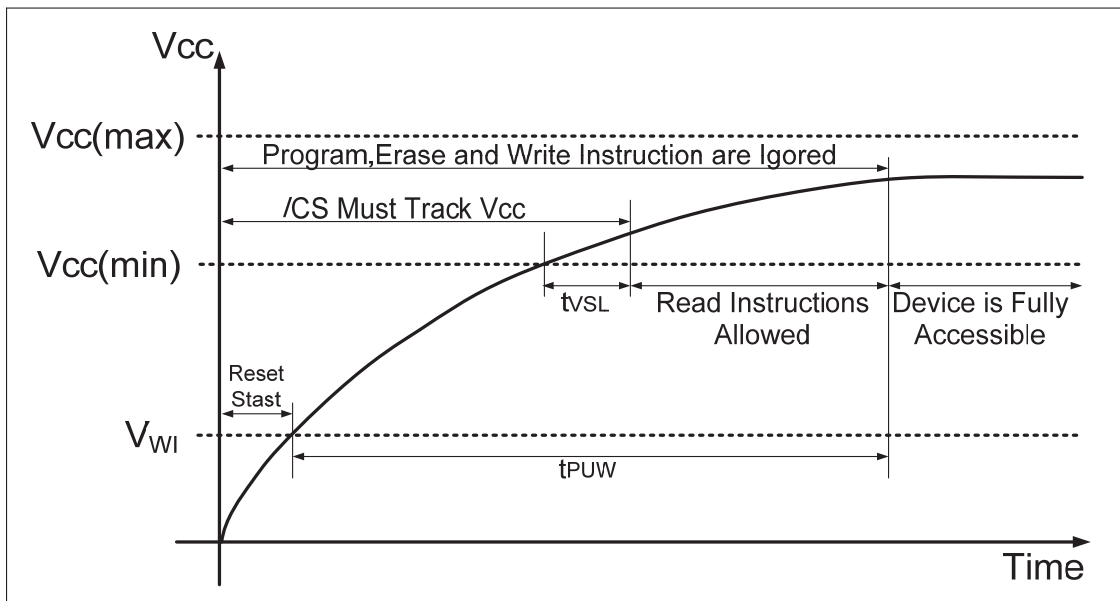 Vcc
Vcc(max)
Program,Erase and Write Instruction are Igored
/CS Must Track Vcc
Vcc(min)
tVSL
Read Instructions
Allowed
Device is Fully
Accessible
Reset
Stast
VWI
tPUW
Time